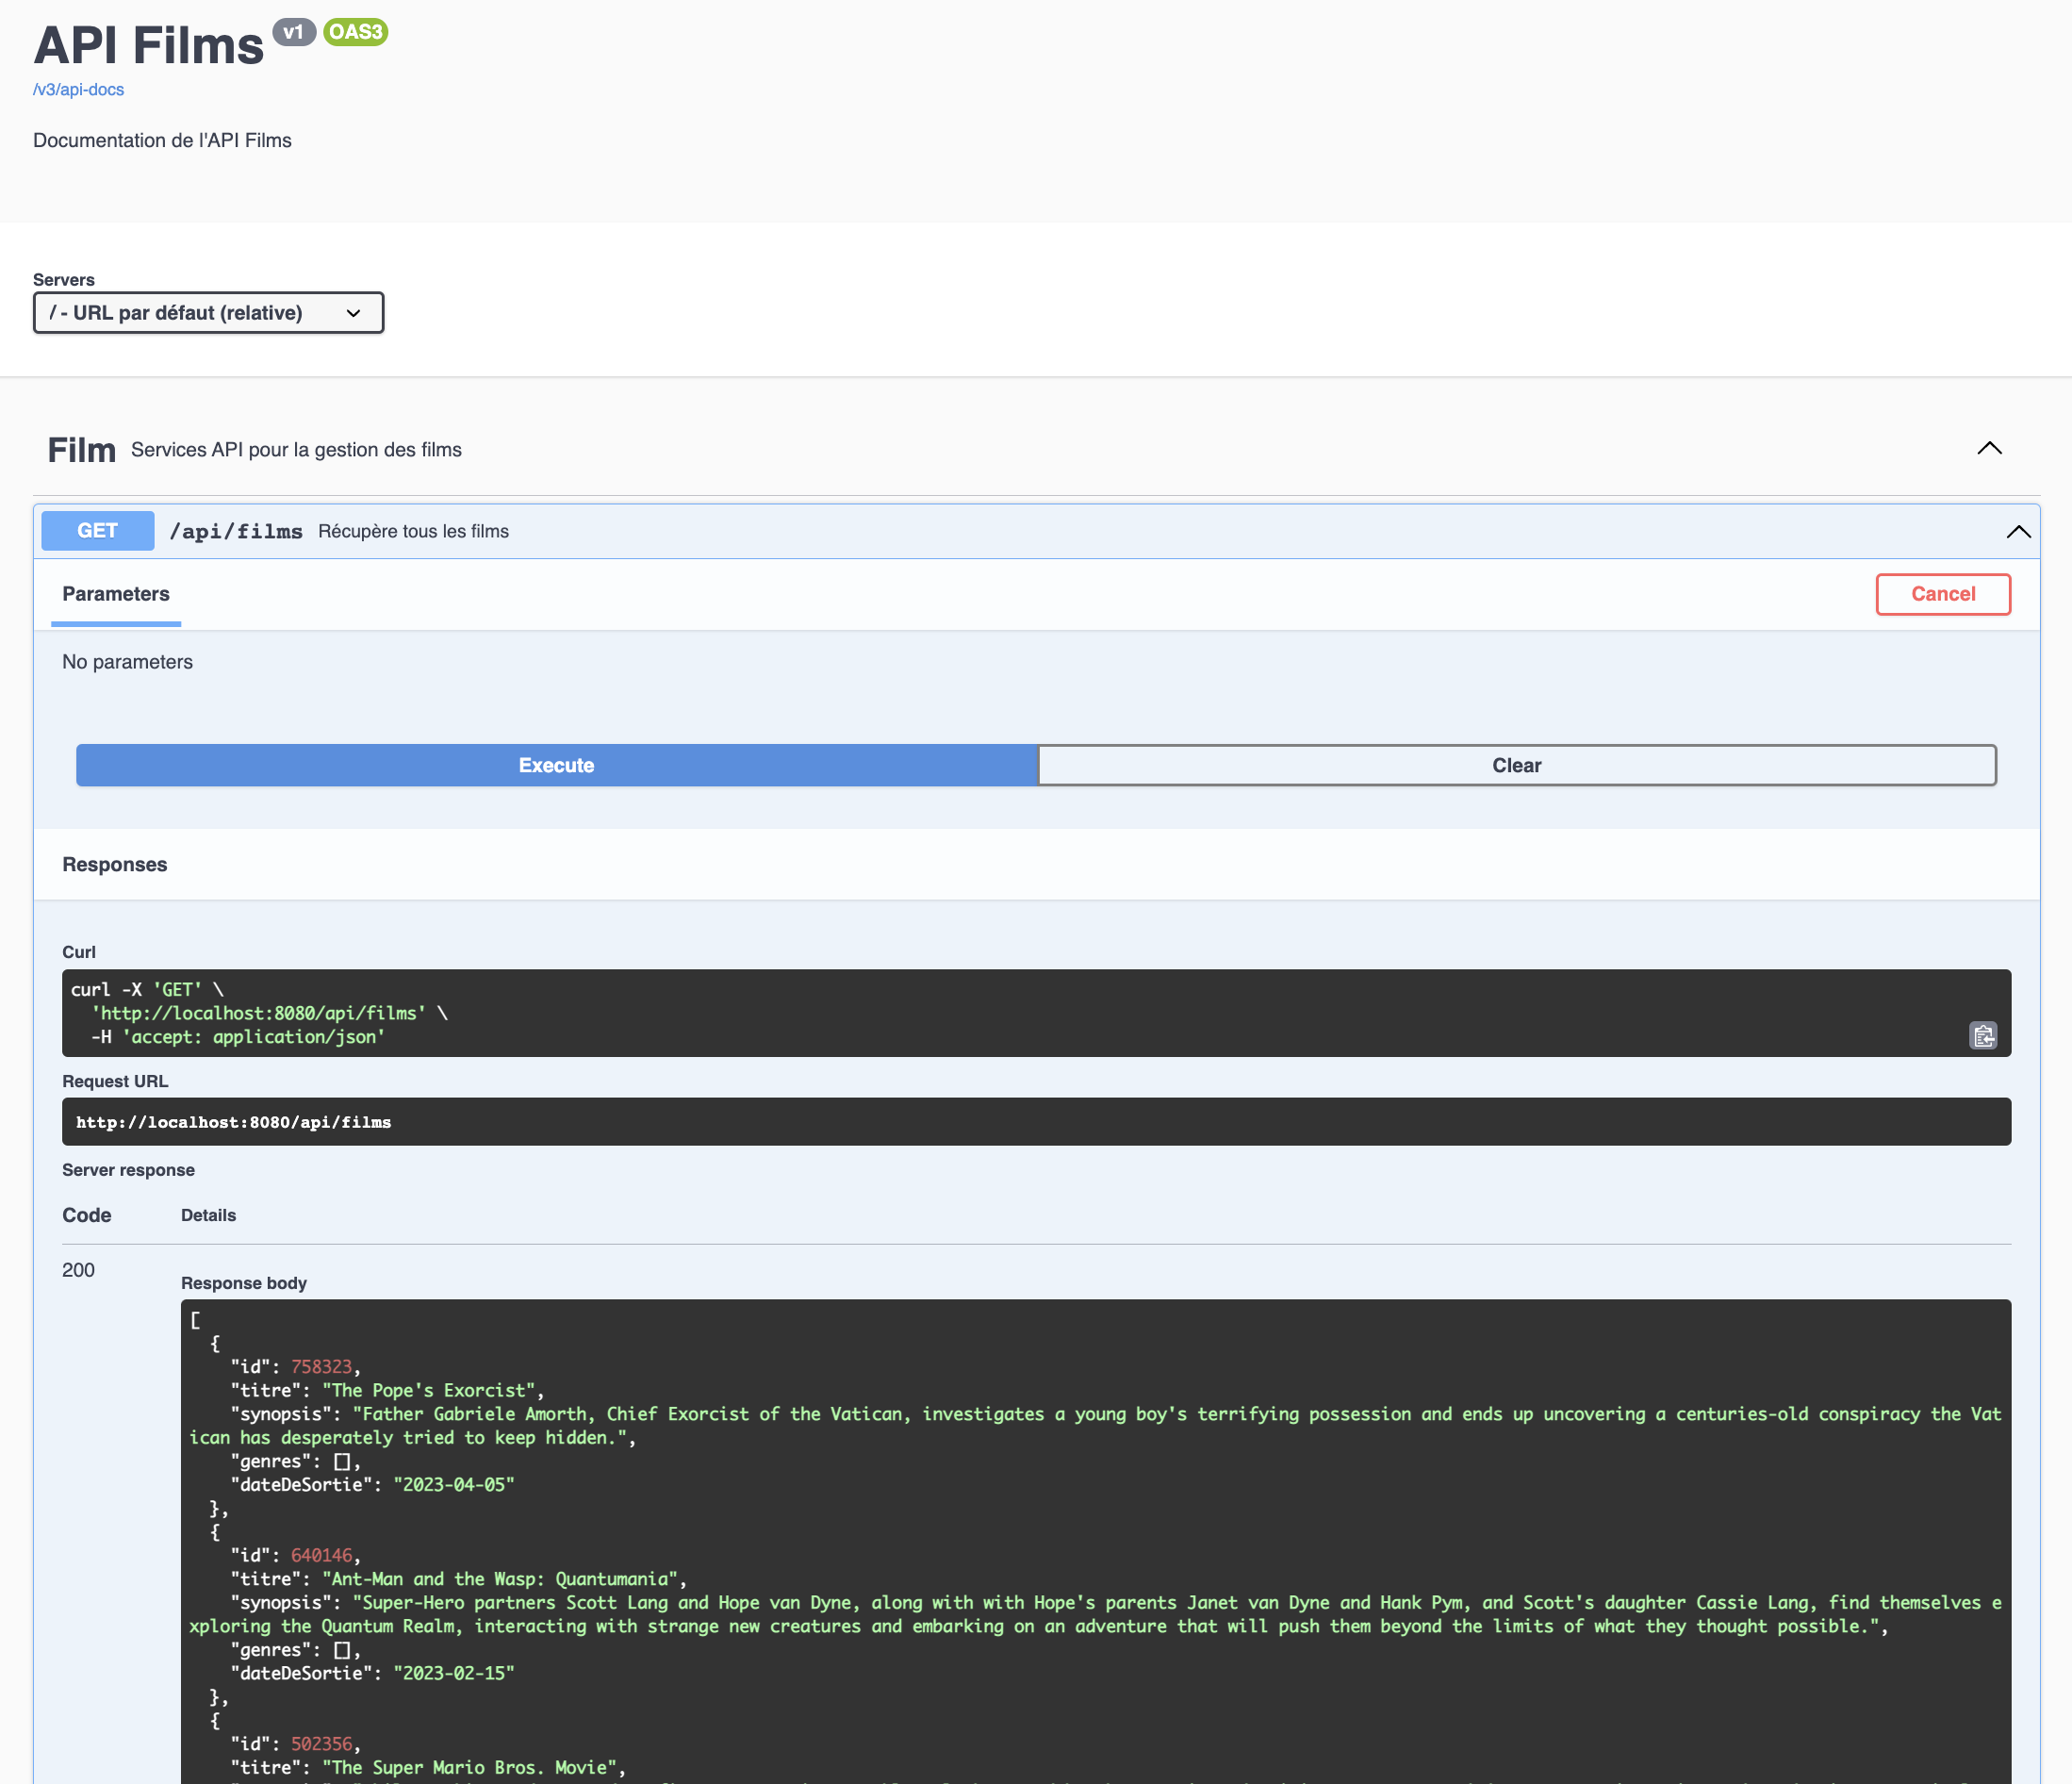 API Films v1 OAS3
/v3/api-docs
Documentation de l'API Films
Servers
/ - URL par défaut (relative)
Film Services API pour la gestion des films
GET /api/films Récupère tous les films
Parameters Cancel
No parameters
Execute Clear
Responses
Curl
curl -X 'GET' \
'http://localhost:8080/api/films' \
-H 'accept: application/json'
Request URL
http://localhost:8080/api/films
Server response
Code Details
200
Response body
[
{
"id": 758323,
"titre": "The Pope's Exorcist",
"synopsis": "Father Gabriele Amorth, Chief Exorcist of the Vatican, investigates a young boy's terrifying possession and ends up uncovering a centuries-old conspiracy the Vat
ican has desperately tried to keep hidden.",
"genres": [],
"dateDeSortie": "2023-04-05"
},
{
"id": 640146,
"titre": "Ant-Man and the Wasp: Quantumania",
"synopsis": "Super-Hero partners Scott Lang and Hope van Dyne, along with with Hope's parents Janet van Dyne and Hank Pym, and Scott's daughter Cassie Lang, find themselves e
xploring the Quantum Realm, interacting with strange new creatures and embarking on an adventure that will push them beyond the limits of what they thought possible.",
"genres": [],
"dateDeSortie": "2023-02-15"
},
{
"id": 502356,
"titre": "The Super Mario Bros. Movie",